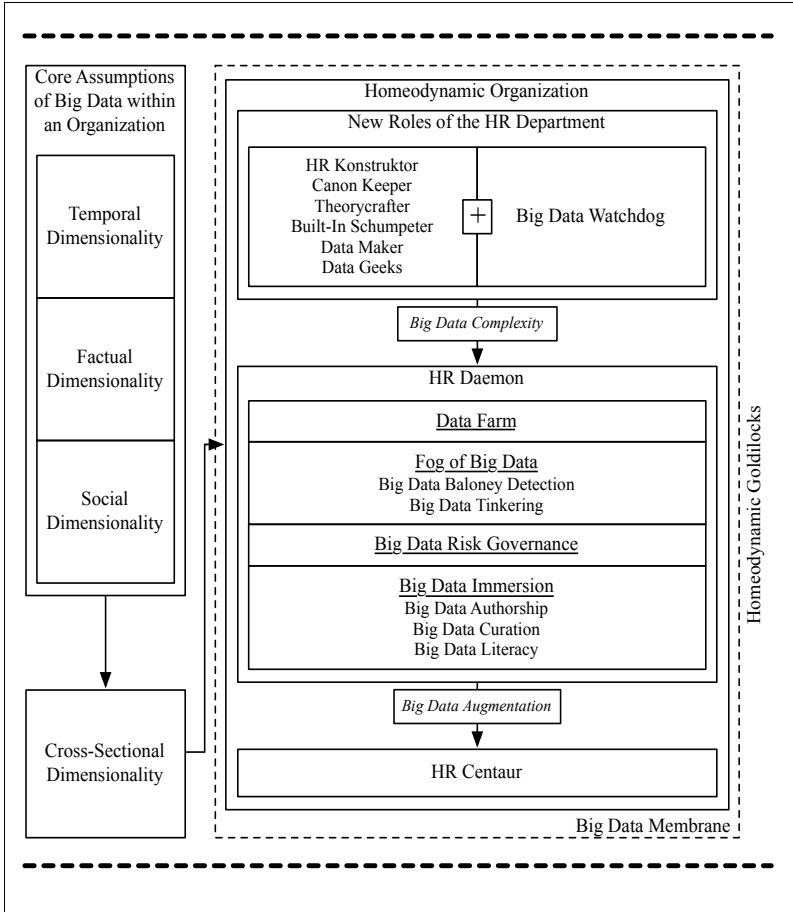 Core Assumptions
of Big Data within
an Organization
Temporal
Dimensionality
Factual
Dimensionality
Social
Dimensionality
Cross-Sectional
Dimensionality
Homeodynamic Organization
New Roles of the HR Department
HR Konstruktor
Canon Keeper
Theorycrafter
Built-In Schumpeter
Data Maker
Data Geeks
+
Big Data Watchdog
Big Data Complexity
HR Daemon
Data Farm
Fog of Big Data
Big Data Baloney Detection
Big Data Tinkering
Big Data Risk Governance
Big Data Immersion
Big Data Authorship
Big Data Curation
Big Data Literacy
Big Data Augmentation
HR Centaur
Big Data Membrane
Homeodynamic Goldilocks